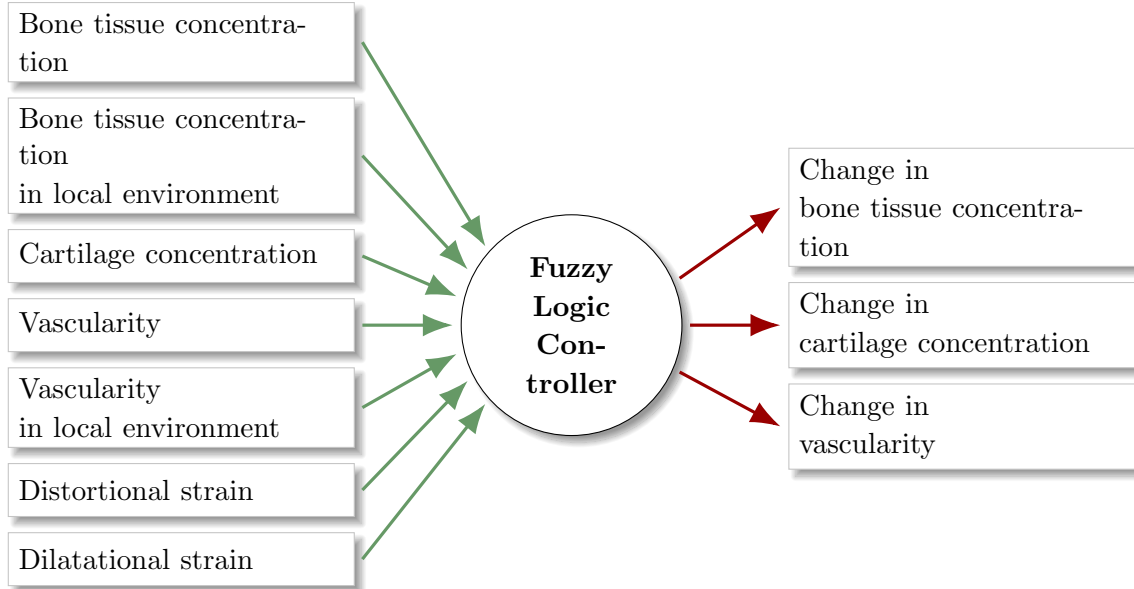 Bone tissue concentra-
tion
Bone tissue concentra-
tion
in local environment
Cartilage concentration
Vascularity
Vascularity
in local environment
Distortional strain
Dilatational strain
Fuzzy
Logic
Con-
troller
Change in
bone tissue concentra-
tion
Change in
cartilage concentration
Change in
vascularity